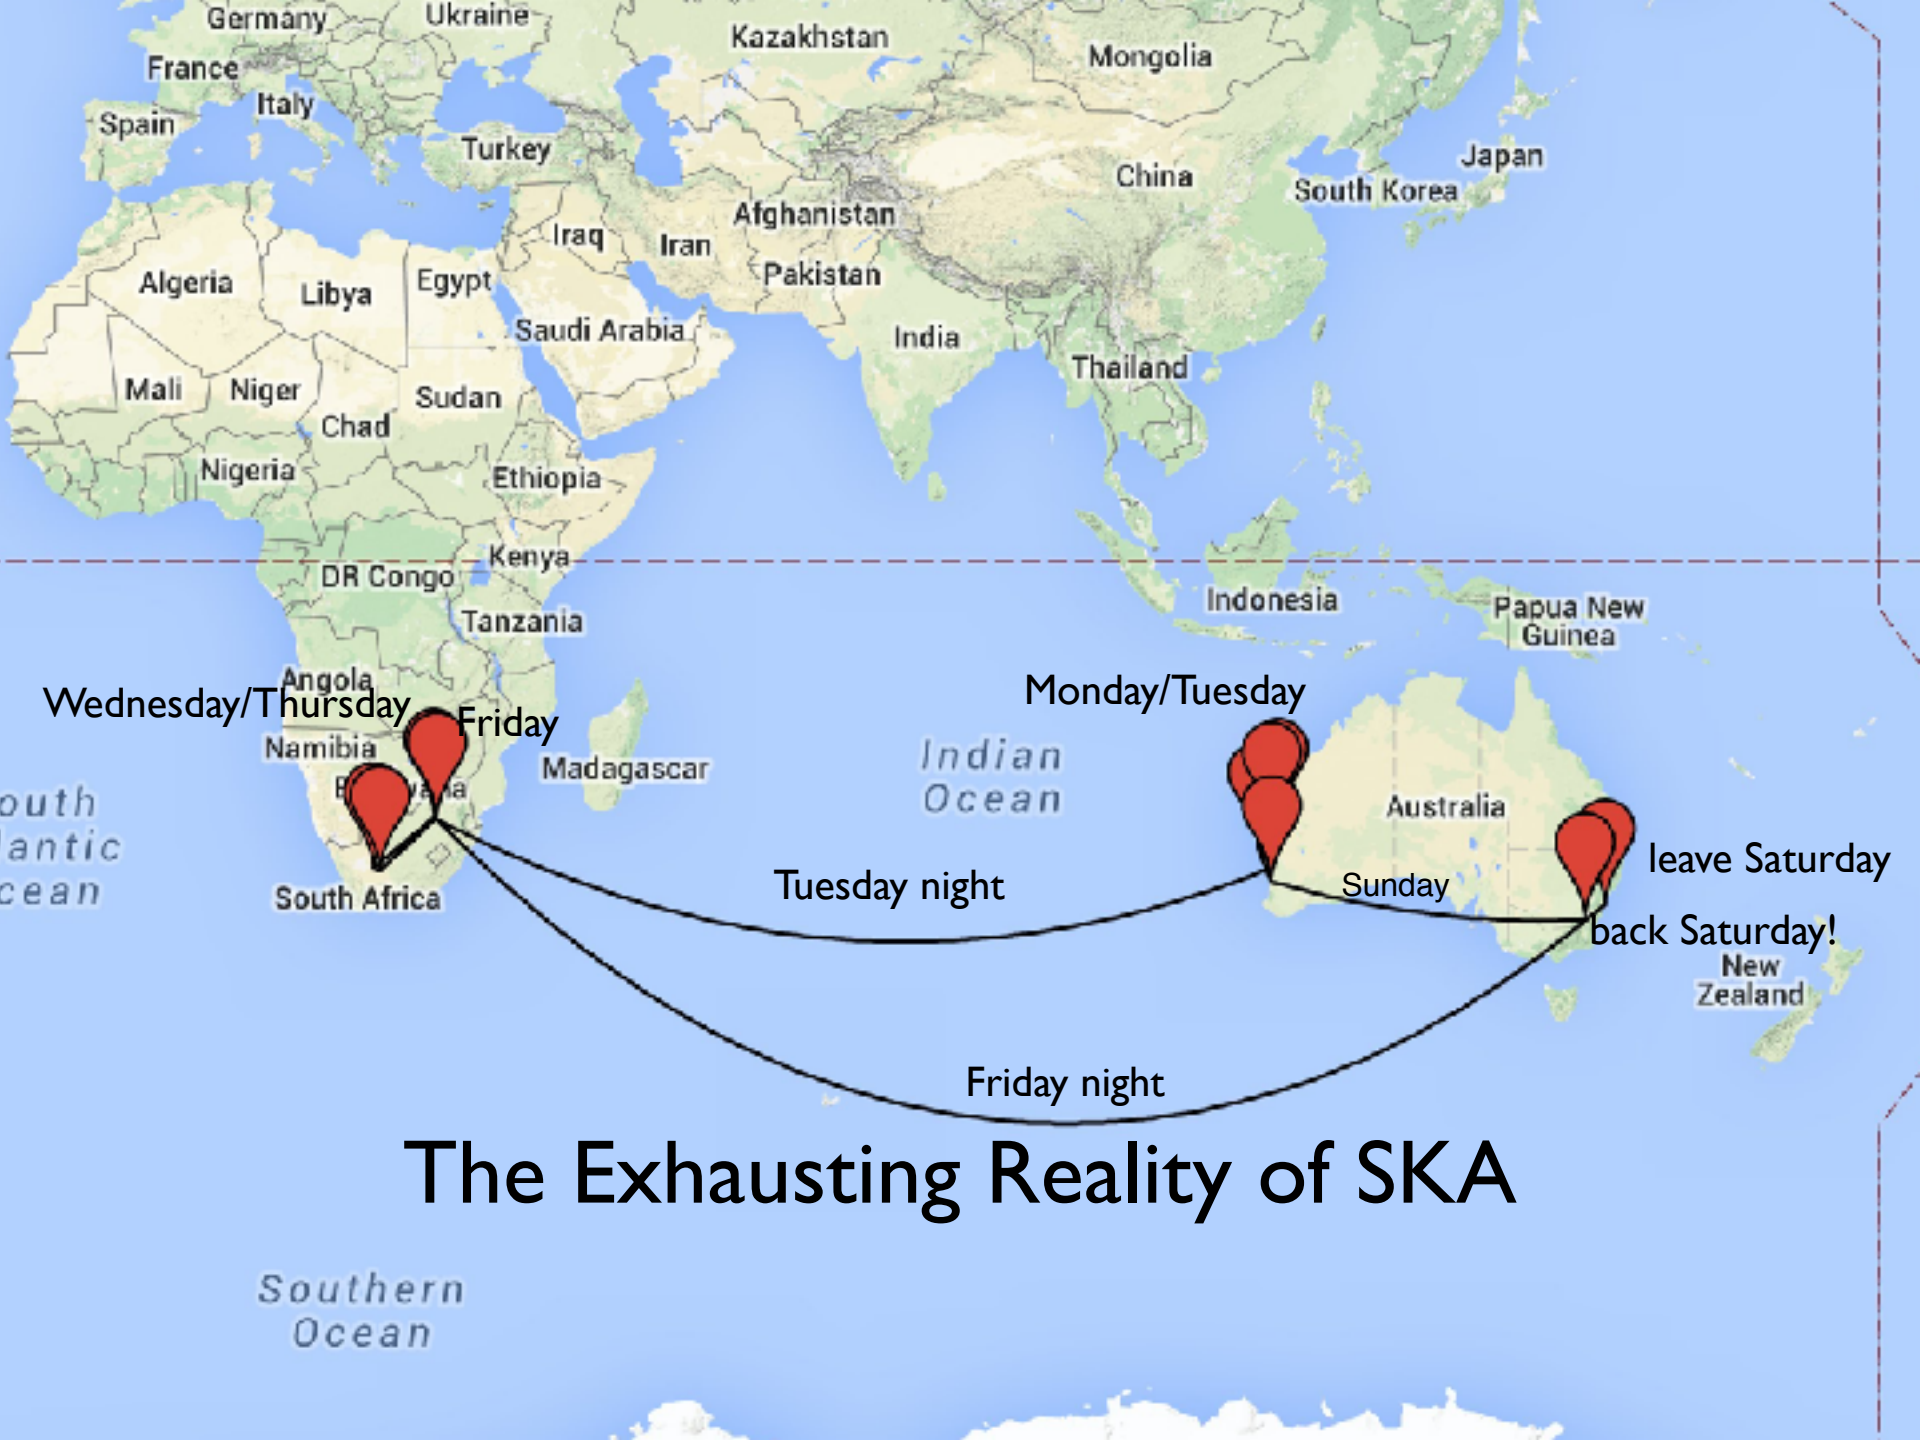 Germany
Ukraine
Kazakhstan
Mongolia
France
Italy
Spain
Turkey
Japan
China
South Korea
Afghanistan
Iraq
Iran
Pakistan
Algeria
Libya
Egypt
Saudi Arabia
India
Thailand
Mali
Niger
Sudan
Chad
Nigeria
Ethiopia
Kenya
DR Congo
Indonesia
Papua New
Guinea
Tanzania
Angola
Wednesday/Thursday
Friday
Monday/Tuesday
Namibia
Madagascar
Indian
Ocean
outh
lantic
cean
Australia
South Africa
Tuesday night
Sunday
leave Saturday
back Saturday!
New
Zealand
Friday night
The Exhausting Reality of SKA
Southern
Ocean